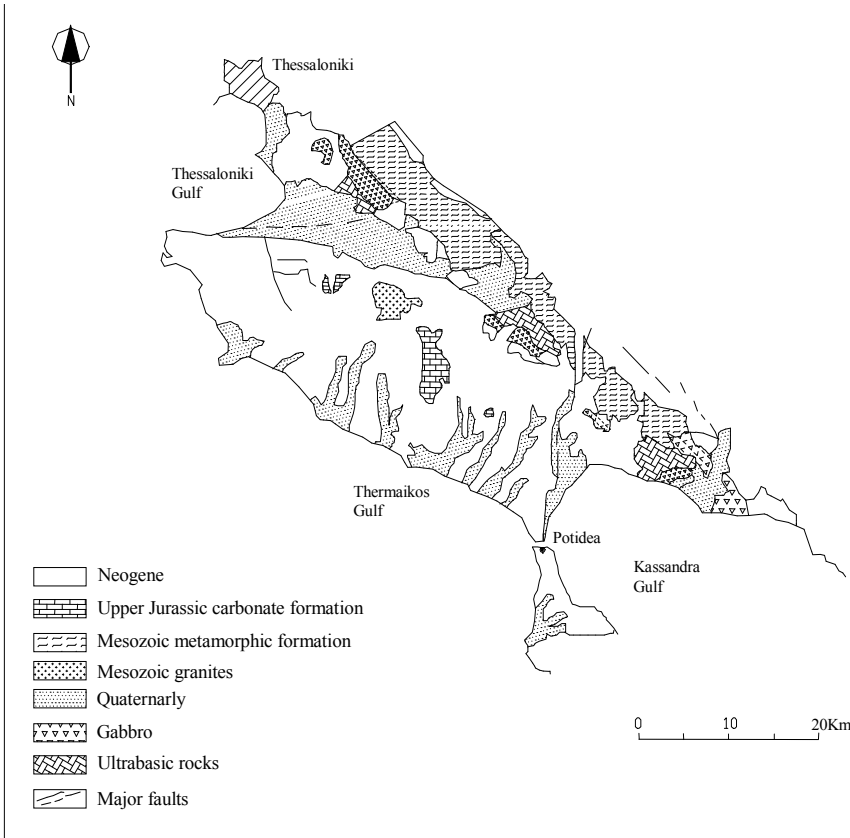 N
Thessaloniki
Thessaloniki
Gulf
Thermaikos
Gulf
Potidea
Kassandra
Gulf
Neogene
Upper Jurassic carbonate formation
Mesozoic metamorphic formation
Mesozoic granites
Quaternarly
Gabbro
Ultrabasic rocks
Major faults
0 10 20Km